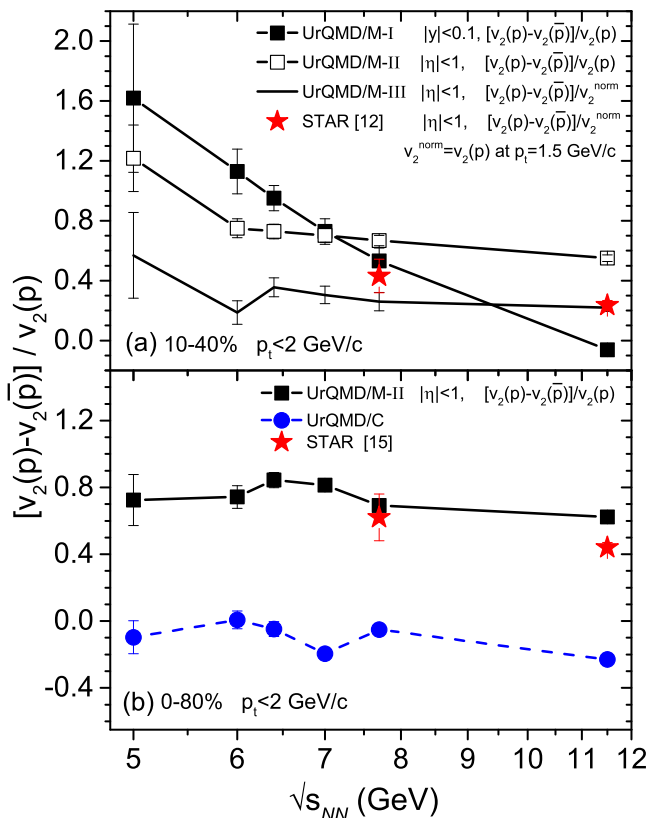 2.0
1.6
1.2
0.8
0.4
0.0
UrQMD/M-I |y|<0.1, [v₂(p)-v₂(p̅)]/v₂(p)
UrQMD/M-II |η|<1, [v₂(p)-v₂(p̅)]/v₂(p)
UrQMD/M-III |η|<1, [v₂(p)-v₂(p̅)]/v₂ⁿᵒʳᵐ
STAR [12] |η|<1, [v₂(p)-v₂(p̅)]/v₂ⁿᵒʳᵐ
v₂ⁿᵒʳᵐ=v₂(p) at pₜ=1.5 GeV/c
(a) 10-40% pₜ<2 GeV/c
[v₂(p)-v₂(p̅)] / v₂(p)
1.2
0.8
0.4
0.0
-0.4
UrQMD/M-II |η|<1, [v₂(p)-v₂(p̅)]/v₂(p)
UrQMD/C
STAR [15]
(b) 0-80% pₜ<2 GeV/c
5 6 7 8 9 10 11 12
√s_NN (GeV)